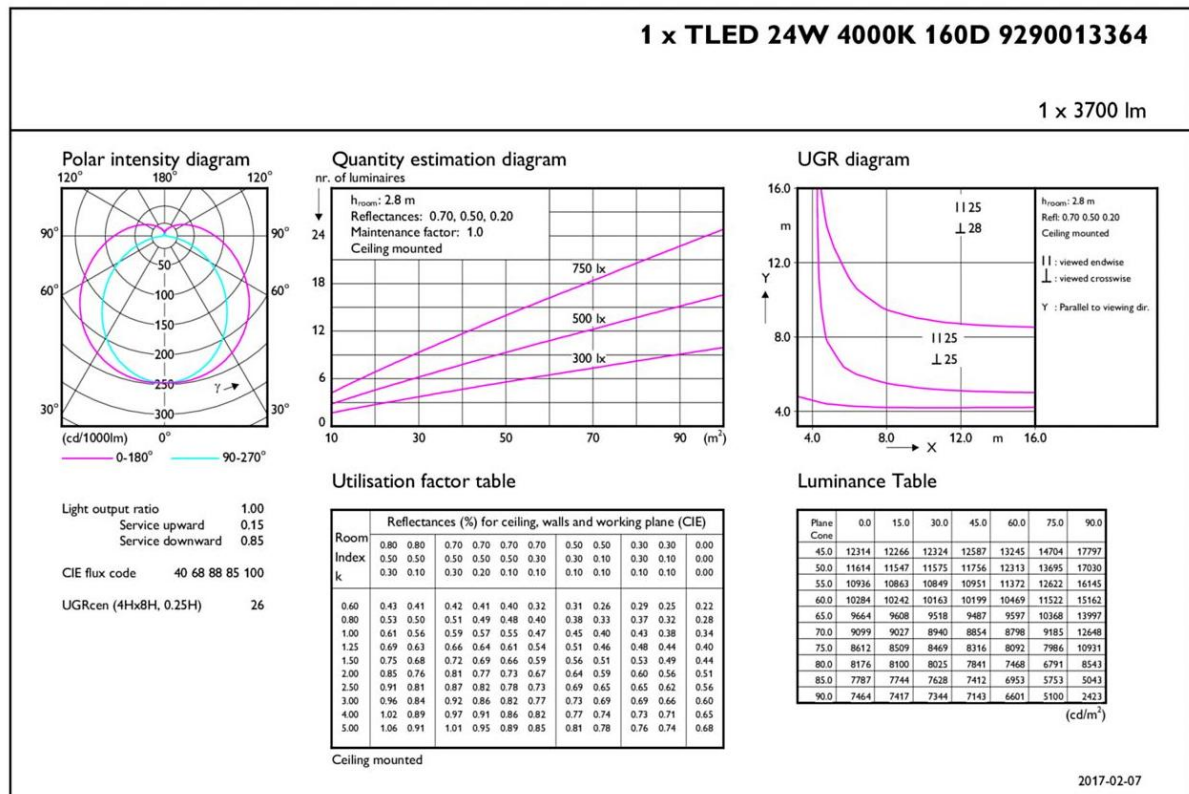 1 x TLED 24W 4000K 160D 9290013364
1 x 3700 lm
Polar intensity diagram
120° 180° 120°
90° 90°
50
60° 100 60°
150
200
250 γ
30° 300 30°
(cd/1000lm) 0°
0-180° 90-270°
Light output ratio 1.00
Service upward 0.15
Service downward 0.85
CIE flux code 40 68 88 85 100
UGRcen (4Hx8H, 0.25H) 26
Quantity estimation diagram
nr. of luminaires
hroom: 2.8 m
Reflectances: 0.70, 0.50, 0.20
Maintenance factor: 1.0
Ceiling mounted
24
18
12
6
0
750 lx
500 lx
300 lx
10 30 50 70 90 (m²)
UGR diagram
16.0
m
12.0
Y
8.0
4.0
II 25
⊥ 28
II 25
⊥ 25
4.0 8.0 12.0 m 16.0
X
hroom: 2.8 m
Refl: 0.70 0.50 0.20
Ceiling mounted
II : viewed endwise
⊥ : viewed crosswise
Y : Parallel to viewing dir.
Utilisation factor table
Room Index k
Reflectances (%) for ceiling, walls and working plane (CIE)
0.80 0.80 0.70 0.70 0.70 0.70 0.50 0.50 0.30 0.30 0.00
0.50 0.50 0.50 0.50 0.50 0.30 0.30 0.10 0.30 0.10 0.00
0.30 0.10 0.30 0.20 0.10 0.10 0.10 0.10 0.10 0.10 0.00
0.60 0.43 0.41 0.42 0.41 0.40 0.32 0.31 0.26 0.29 0.25 0.22
0.80 0.53 0.50 0.51 0.49 0.48 0.40 0.38 0.33 0.37 0.32 0.28
1.00 0.61 0.56 0.59 0.57 0.55 0.47 0.45 0.40 0.43 0.38 0.34
1.25 0.69 0.63 0.66 0.64 0.61 0.54 0.51 0.46 0.48 0.44 0.40
1.50 0.75 0.68 0.72 0.69 0.66 0.59 0.56 0.51 0.53 0.49 0.44
2.00 0.85 0.76 0.81 0.77 0.73 0.67 0.64 0.59 0.60 0.56 0.51
2.50 0.91 0.81 0.87 0.82 0.78 0.73 0.69 0.65 0.65 0.62 0.56
3.00 0.96 0.84 0.92 0.86 0.82 0.77 0.73 0.69 0.69 0.66 0.60
4.00 1.02 0.89 0.97 0.91 0.86 0.82 0.77 0.74 0.73 0.71 0.65
5.00 1.06 0.91 1.01 0.95 0.89 0.85 0.81 0.78 0.76 0.74 0.68
Ceiling mounted
Luminance Table
Plane 0.0 15.0 30.0 45.0 60.0 75.0 90.0
Cone
45.0 12314 12266 12324 12587 13245 14704 17797
50.0 11614 11547 11575 11756 12313 13695 17030
55.0 10936 10863 10849 10951 11372 12622 16145
60.0 10284 10242 10163 10199 10469 11522 15162
65.0 9664 9608 9518 9487 9597 10368 13997
70.0 9099 9027 8940 8854 8798 9185 12648
75.0 8612 8509 8469 8316 8092 7986 10931
80.0 8176 8100 8025 7841 7468 6791 8543
85.0 7787 7744 7628 7412 6953 5753 5043
90.0 7464 7417 7344 7143 6601 5100 2423
(cd/m²)
2017-02-07